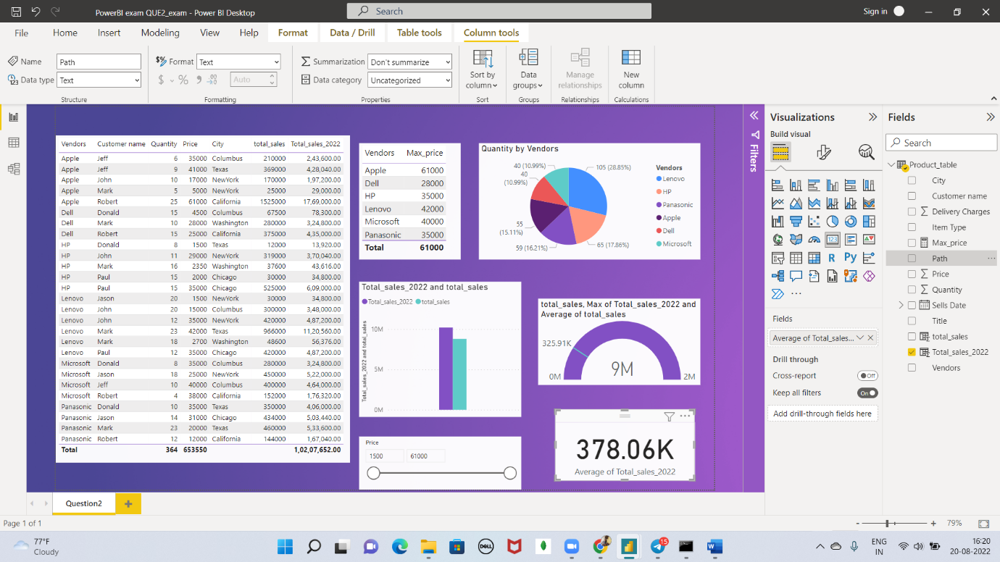 PowerBI exam QUE2_exam - Power BI Desktop
Search
Sign in
File Home Insert Modeling View Help Format Data / Drill Table tools Column tools
Name Path
Data type Text
Structure
Format Text
$ % Auto
Formatting
Summarization Don't summarize
Data category Uncategorized
Properties
Sort by column
Sort
Data groups
Groups
Manage relationships
Relationships
New column
Calculations
Vendors Customer name Quantity Price City total_sales Total_sales_2022
Apple Jeff 6 35000 Columbus 210000 2,43,600.00
Apple Jeff 9 41000 Texas 369000 4,28,040.00
Apple John 10 17000 NewYork 170000 1,97,200.00
Apple Mark 5 5000 NewYork 25000 29,000.00
Apple Robert 25 61000 California 1525000 17,69,000.00
Dell Donald 15 4500 Columbus 67500 78,300.00
Dell Mark 10 28000 Washington 280000 3,24,800.00
Dell Robert 15 25000 California 375000 4,35,000.00
HP Donald 8 1500 Texas 12000 13,920.00
HP John 11 29000 NewYork 319000 3,70,040.00
HP Mark 16 2350 Washington 37600 43,616.00
HP Paul 15 2000 Chicago 30000 34,800.00
HP Paul 15 35000 Chicago 525000 6,09,000.00
Lenovo Jason 20 1500 NewYork 30000 34,800.00
Lenovo John 20 15000 Columbus 300000 3,48,000.00
Lenovo John 12 35000 NewYork 420000 4,87,200.00
Lenovo Mark 23 42000 Texas 966000 11,20,560.00
Lenovo Mark 18 2700 Washington 48600 56,376.00
Lenovo Paul 12 35000 Chicago 420000 4,87,200.00
Microsoft Donald 8 35000 Columbus 280000 3,24,800.00
Microsoft Jason 18 25000 NewYork 450000 5,22,000.00
Microsoft Jeff 10 40000 Columbus 400000 4,64,000.00
Microsoft Robert 4 38000 California 152000 1,76,320.00
Panasonic Donald 10 35000 Texas 350000 4,06,000.00
Panasonic Jason 14 31000 Chicago 434000 5,03,440.00
Panasonic Mark 23 20000 Texas 460000 5,33,600.00
Panasonic Robert 12 12000 California 144000 1,67,040.00
Total 364 653550 1,02,07,652.00
Vendors Max_price
Apple 61000
Dell 28000
HP 35000
Lenovo 42000
Microsoft 40000
Panasonic 35000
Total 61000
Quantity by Vendors
40 (10.99%)
40 (10.99%)
55 (15.11%)
59 (16.21%)
105 (28.85%)
65 (17.86%)
Vendors
Lenovo
HP
Panasonic
Apple
Dell
Microsoft
Total_sales_2022 and total_sales
Total_sales_2022 total_sales
Total_sales_2022 and total_sales
10M
5M
0M
total_sales, Max of Total_sales_2022 and
Average of total_sales
325.91K
9M
0M 2M
Price
1500 61000
378.06K
Average of Total_sales_2022
Filters
Visualizations
Build visual
123
R Py
Fields
Average of Total_sales...
Drill through
Cross-report Off
Keep all filters On
Add drill-through fields here
Fields
Search
Product_table
City
Customer name
Delivery Charges
Item Type
Max_price
Path
Price
Quantity
Sells Date
Title
total_sales
Total_sales_2022
Vendors
Question2
Page 1 of 1
79%
77°F
Cloudy
DELL
15
W
ENG
IN
16:20
20-08-2022